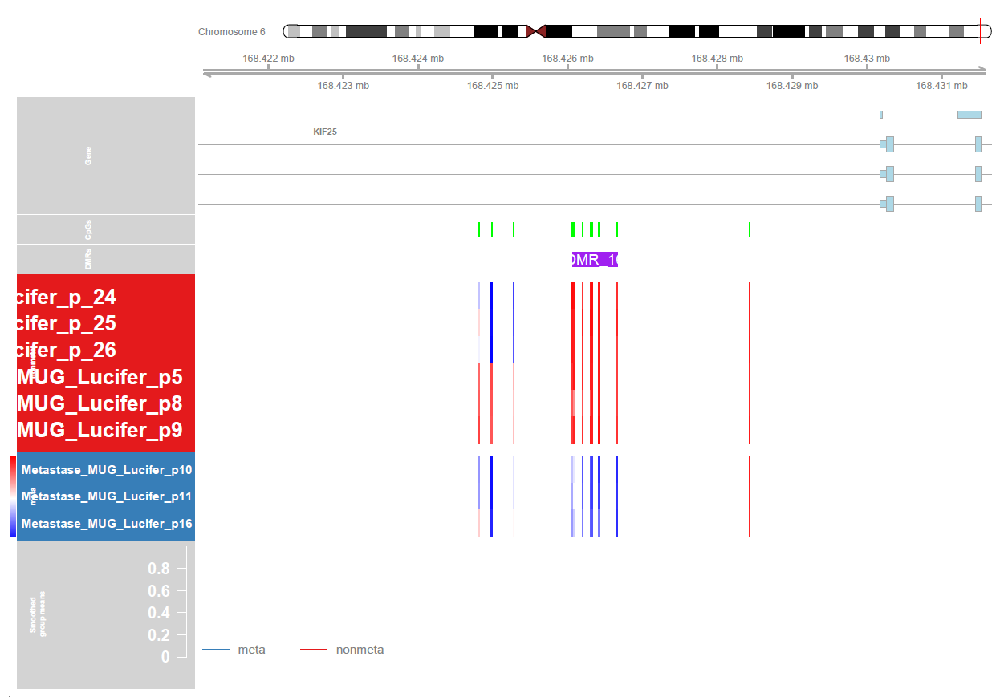 Chromosome 6
168.422 mb 168.424 mb 168.426 mb 168.428 mb 168.43 mb
168.423 mb 168.425 mb 168.427 mb 168.429 mb 168.431 mb
Gene
KIF25
CpGs
DMRs
DMR_10
cifer_p_24
cifer_p_25
cifer_p_26
MUG_Lucifer_p5
MUG_Lucifer_p8
MUG_Lucifer_p9
Metastase_MUG_Lucifer_p10
meta
Metastase_MUG_Lucifer_p11
Metastase_MUG_Lucifer_p16
Smoothed
group means
0.8
0.6
0.4
0.2
0
meta nonmeta